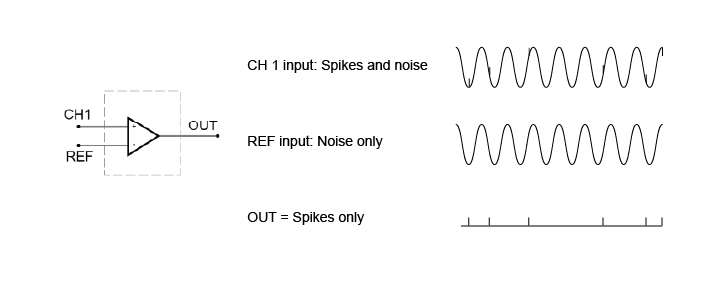 CH 1 input: Spikes and noise
CH1
OUT
REF input: Noise only
REF
OUT = Spikes only